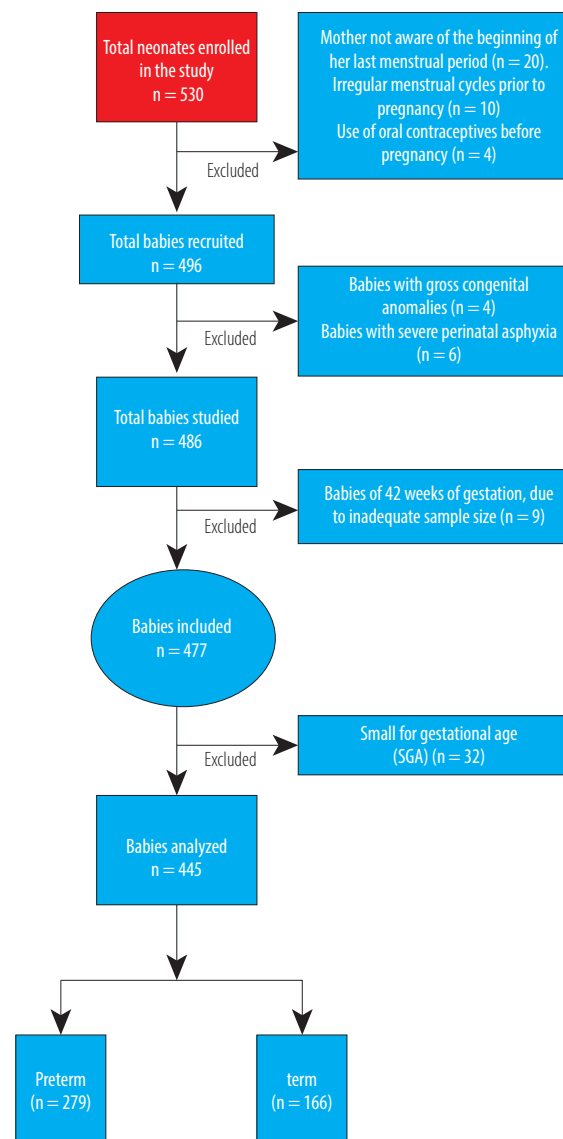 Total neonates enrolled
in the study
n = 530
Mother not aware of the beginning of
her last menstrual period (n = 20).
Irregular menstrual cycles prior to
pregnancy (n = 10)
Use of oral contraceptives before
pregnancy (n = 4)
Excluded
Total babies recruited
n = 496
Babies with gross congenital
anomalies (n = 4)
Babies with severe perinatal asphyxia
(n = 6)
Excluded
Total babies studied
n = 486
Babies of 42 weeks of gestation, due
to inadequate sample size (n = 9)
Excluded
Babies included
n = 477
Small for gestational age
(SGA) (n = 32)
Excluded
Babies analyzed
n = 445
Preterm
(n = 279)
term
(n = 166)